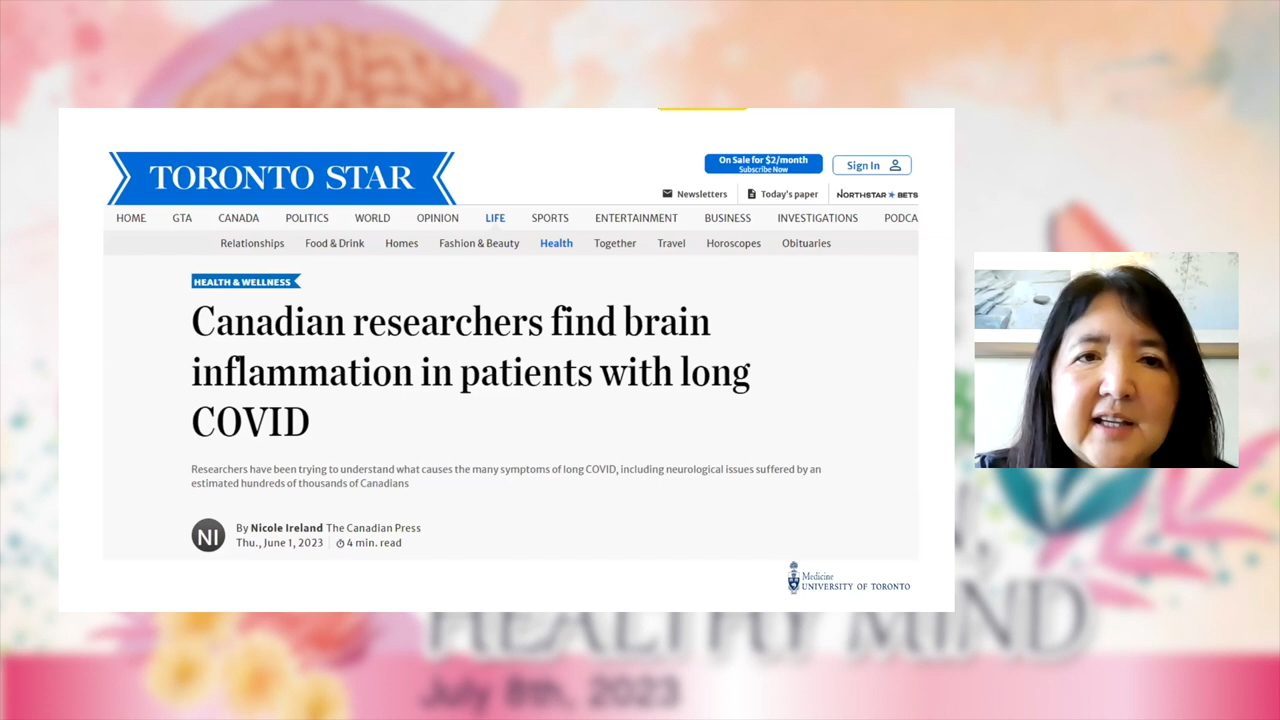 TORONTO STAR
On Sale for $2/month
Subscribe Now
Sign In
Newsletters
Today's paper
NORTHSTAR BETS
HOME GTA CANADA POLITICS WORLD OPINION LIFE SPORTS ENTERTAINMENT BUSINESS INVESTIGATIONS PODCA
Relationships Food & Drink Homes Fashion & Beauty Health Together Travel Horoscopes Obituaries
HEALTH & WELLNESS
Canadian researchers find brain
inflammation in patients with long
COVID
Researchers have been trying to understand what causes the many symptoms of long COVID, including neurological issues suffered by an
estimated hundreds of thousands of Canadians
NI
By Nicole Ireland The Canadian Press
Thu., June 1, 2023 4 min. read
Medicine
UNIVERSITY OF TORONTO
HEALTHY MIND
July 8th, 2023